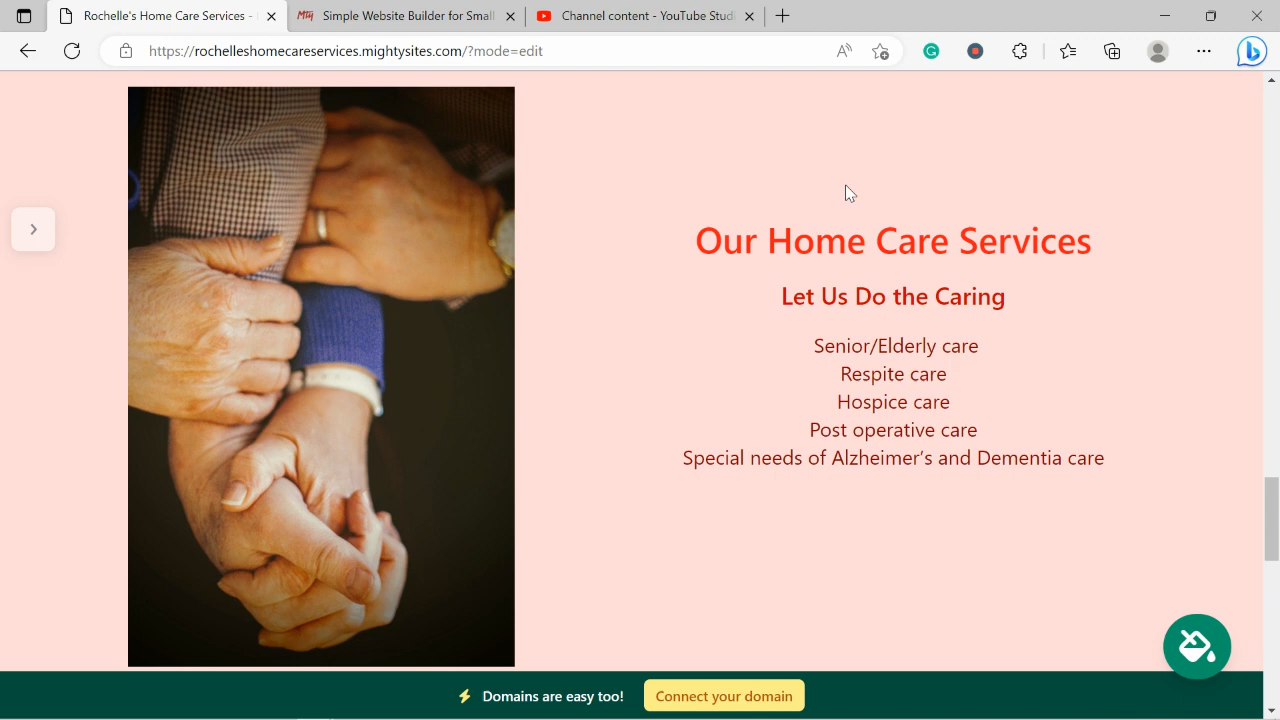 Rochelle's Home Care Services -
Simple Website Builder for Small
Channel content - YouTube Studi
https://rochelleshomecareservices.mightysites.com/?mode=edit
Our Home Care Services
Let Us Do the Caring
Senior/Elderly care
Respite care
Hospice care
Post operative care
Special needs of Alzheimer's and Dementia care
Domains are easy too!
Connect your domain